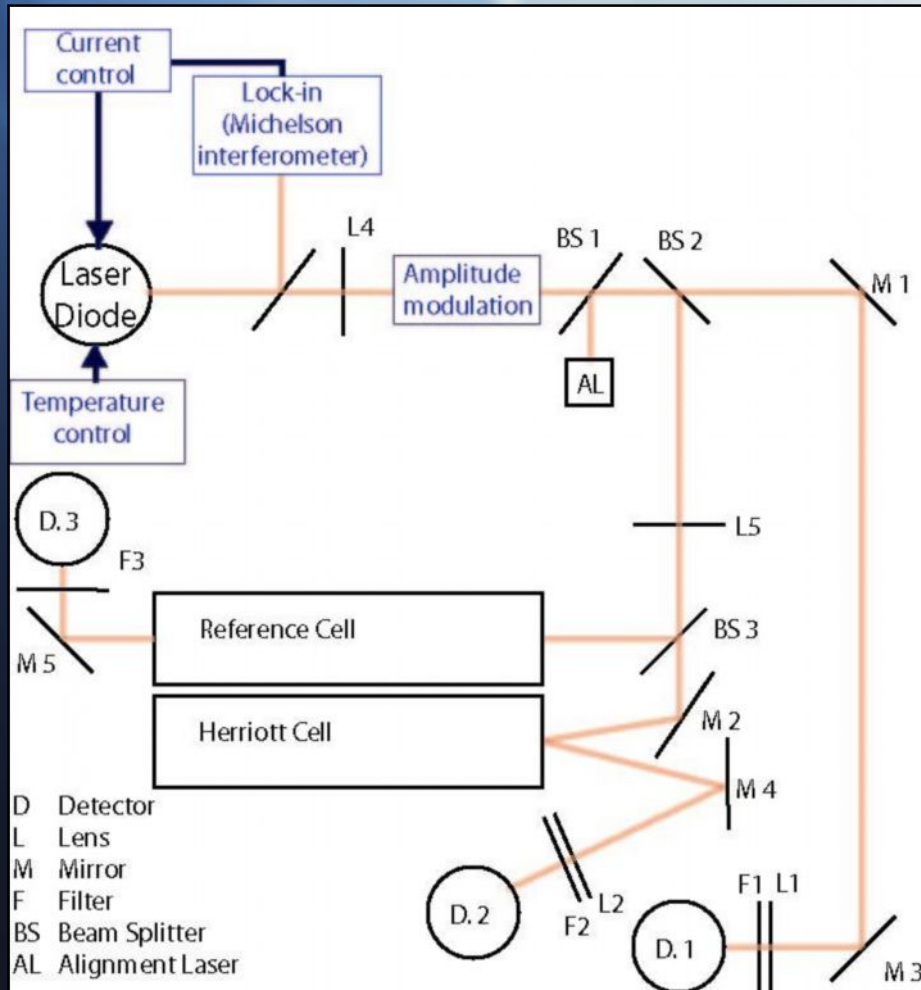 Current
control
Lock-in
(Michelson
interferometer)
L4
BS 1
BS 2
M 1
Laser
Diode
Amplitude
modulation
AL
Temperature
control
D. 3
F3
L5
M 5
Reference Cell
BS 3
Herriott Cell
M 2
M 4
D Detector
L Lens
M Mirror
F Filter
BS Beam Splitter
AL Alignment Laser
D. 2
F2
L2
D. 1
F1
L1
M 3